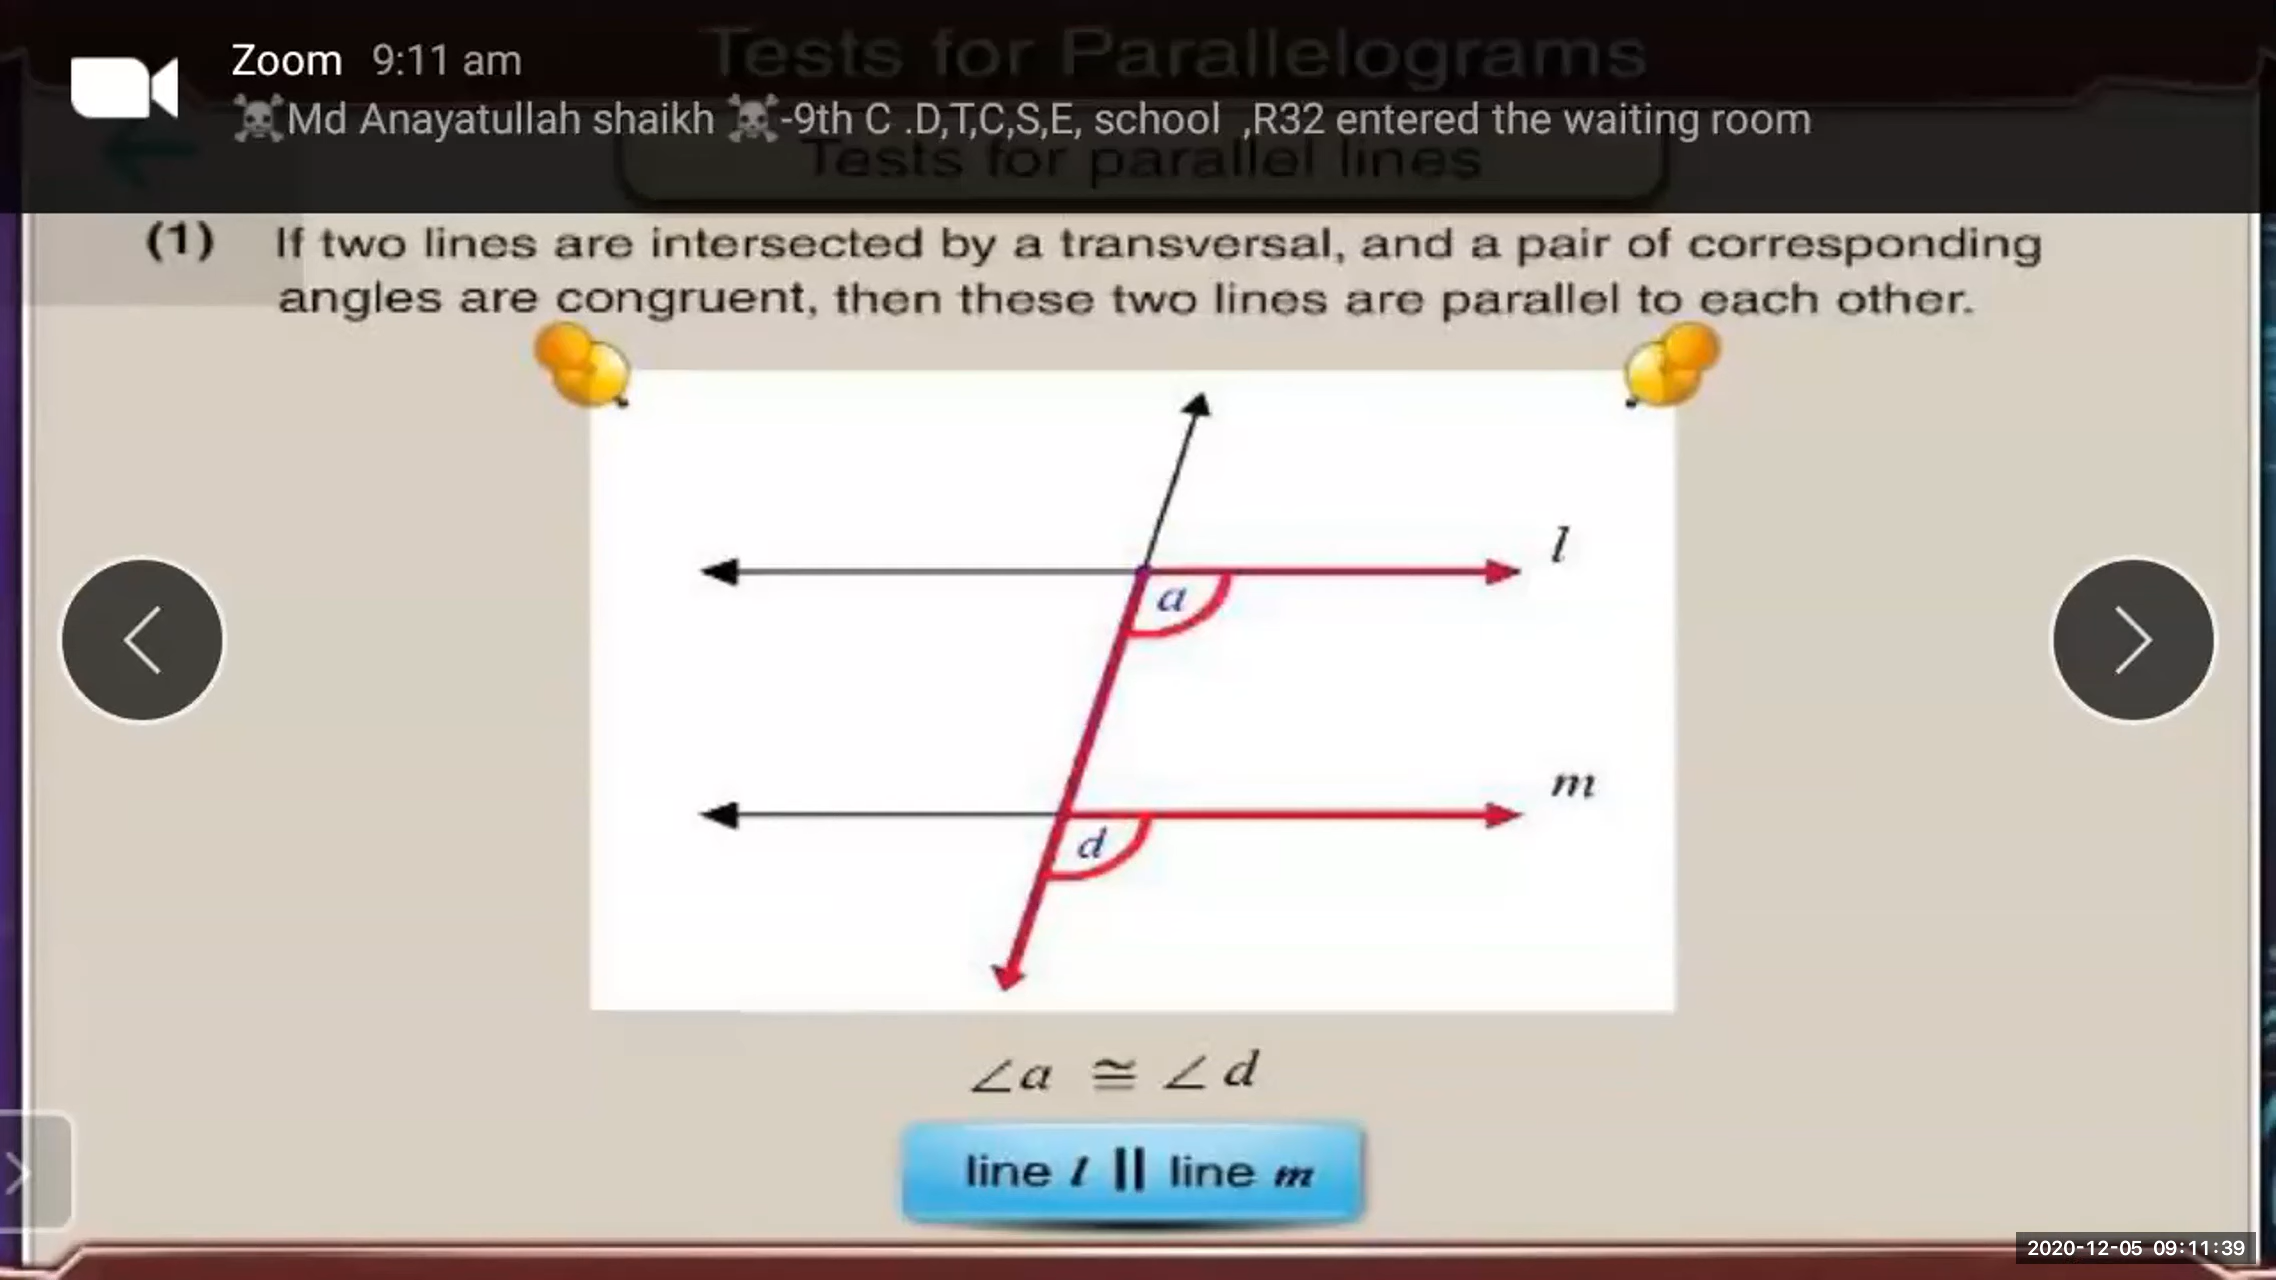 Tests for Parallelograms
Zoom 9:11 am
☠Md Anayatullah shaikh ☠-9th C .D,T,C,S,E, school ,R32 entered the waiting room
Tests for parallel lines
(1) If two lines are intersected by a transversal, and a pair of corresponding
angles are congruent, then these two lines are parallel to each other.
l
a
m
d
∠a ≅ ∠d
line l || line m
2020-12-05 09:11:39